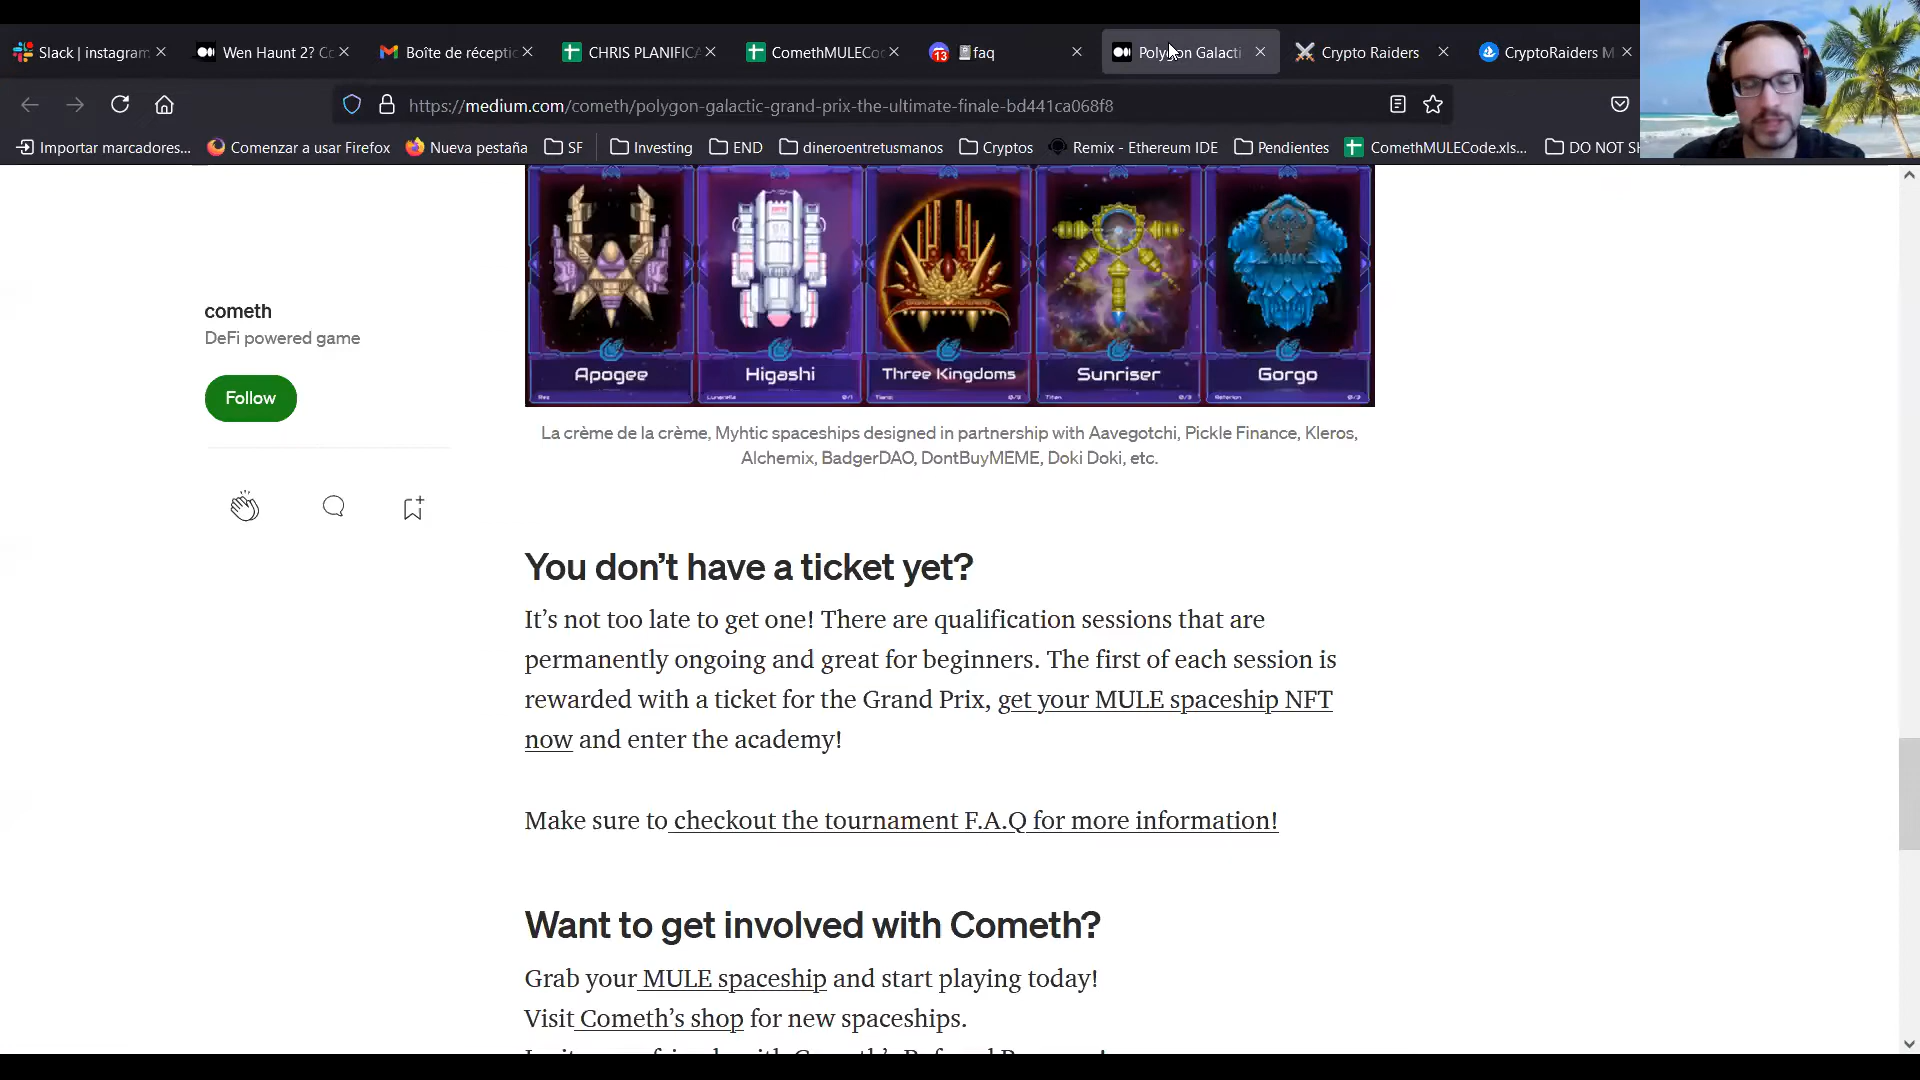 Slack | instagram
Wen Haunt 2? Co
Boîte de réceptio
CHRIS PLANIFICA
ComethMULECo
13
faq
Polygon Galacti
Crypto Raiders
CryptoRaiders M
https://medium.com/cometh/polygon-galactic-grand-prix-the-ultimate-finale-bd441ca068f8
Importar marcadores...
Comenzar a usar Firefox
Nueva pestaña
SF
Investing
END
dineroentretusmanos
Cryptos
Remix - Ethereum IDE
Pendientes
ComethMULECode.xls...
DO NOT SH
cometh
DeFi powered game
Follow
Apogee
Higashi
Three Kingdoms
Sunriser
Gorgo
La crème de la crème, Myhtic spaceships designed in partnership with Aavegotchi, Pickle Finance, Kleros,
Alchemix, BadgerDAO, DontBuyMEME, Doki Doki, etc.
You don’t have a ticket yet?
It’s not too late to get one! There are qualification sessions that are
permanently ongoing and great for beginners. The first of each session is
rewarded with a ticket for the Grand Prix, get your MULE spaceship NFT
now and enter the academy!
Make sure to checkout the tournament F.A.Q for more information!
Want to get involved with Cometh?
Grab your MULE spaceship and start playing today!
Visit Cometh’s shop for new spaceships.